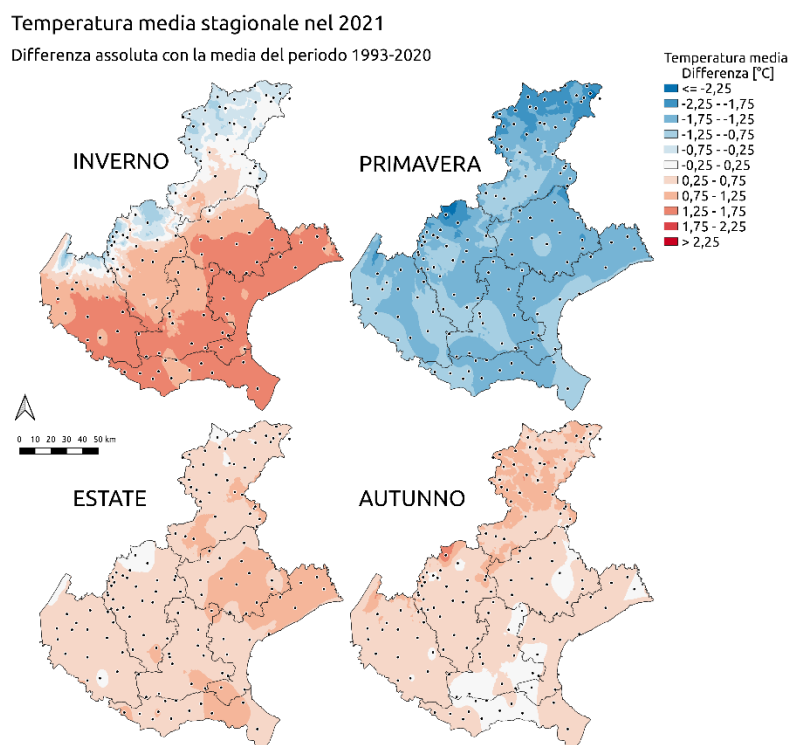 Temperatura media stagionale nel 2021
Differenza assoluta con la media del periodo 1993-2020
Temperatura media
Differenza [°C]
<= -2,25
-2,25 - -1,75
-1,75 - -1,25
-1,25 - -0,75
-0,75 - -0,25
-0,25 - 0,25
0,25 - 0,75
0,75 - 1,25
1,25 - 1,75
1,75 - 2,25
> 2,25
INVERNO
PRIMAVERA
0 10 20 30 40 50 km
ESTATE
AUTUNNO